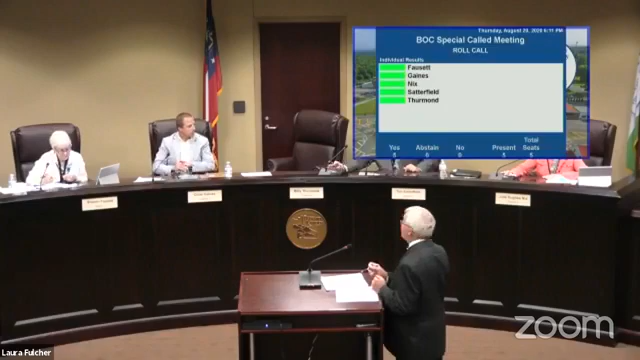 Thursday, August 20, 2020 6:11 PM
BOC Special Called Meeting
ROLL CALL
Individual Results
Fausett
Gaines
Nix
Satterfield
Thurmond
Yes Abstain No Present Total Seats
5 0 0 5 5
zoom
Laura Fulcher